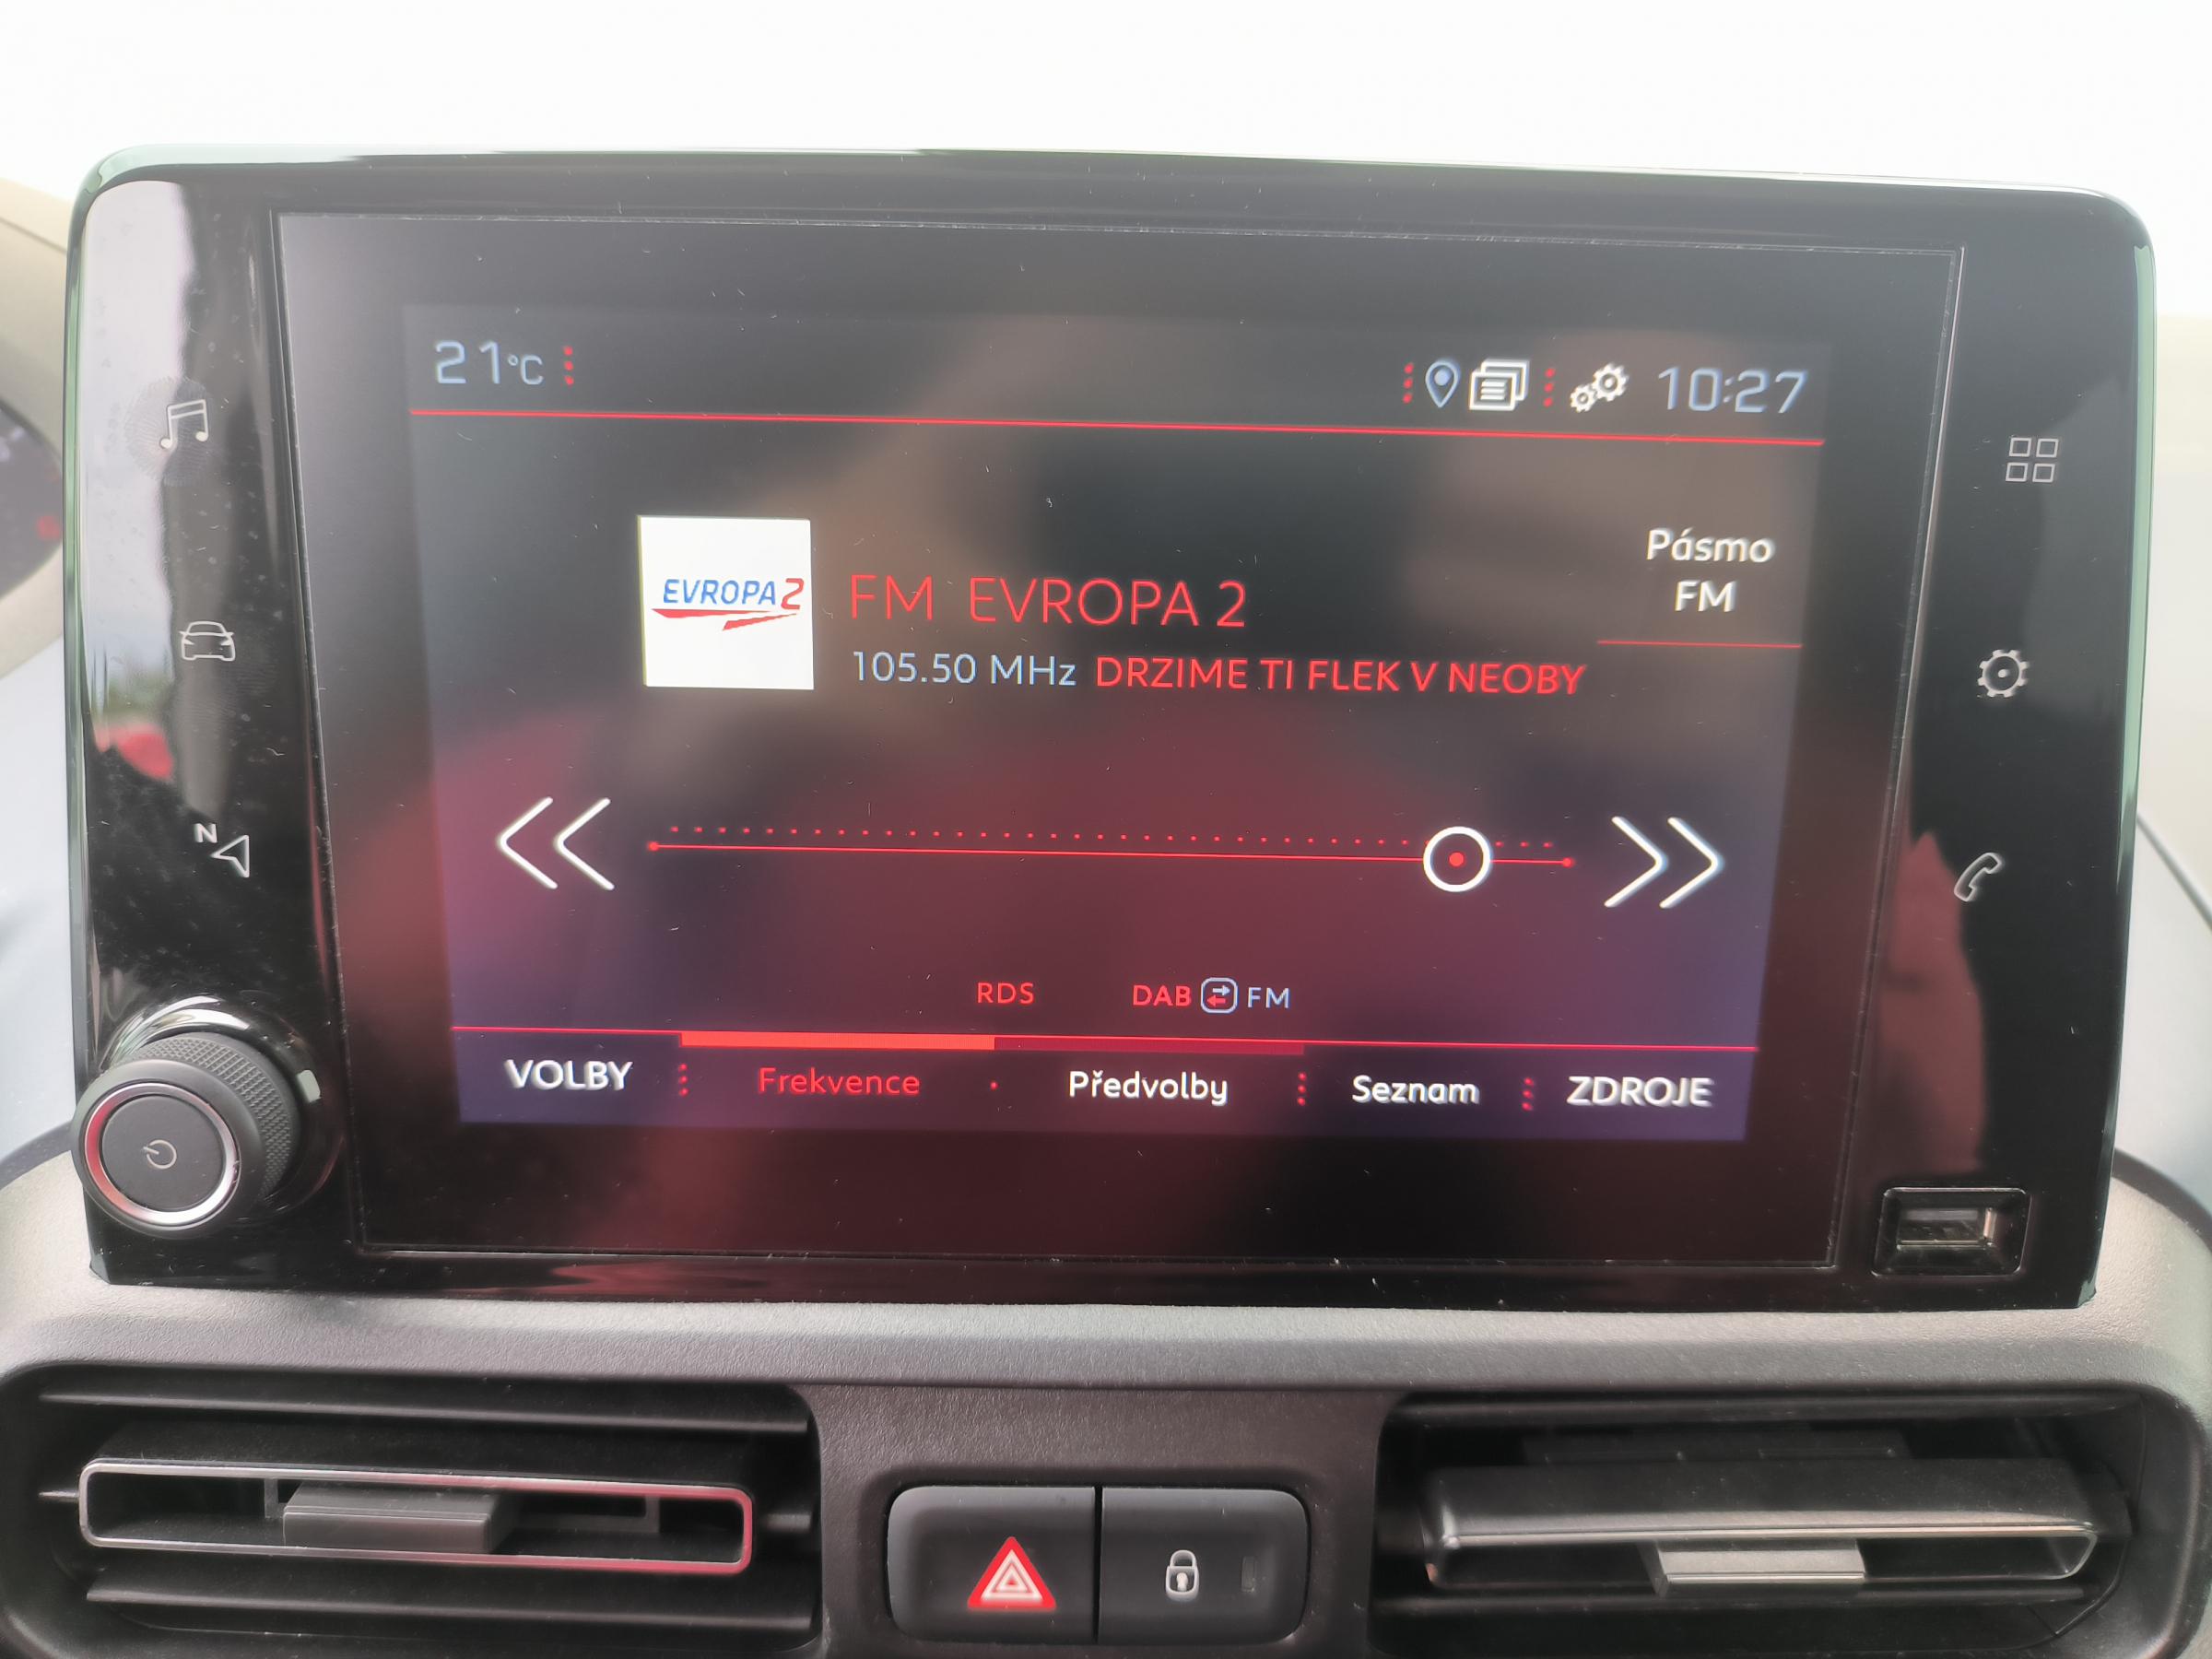 21°C
10:27
EVROPA 2
FM EVROPA 2
105.50 MHz DRZIME TI FLEK V NEOBY
Pásmo
FM
N
RDS DAB FM
VOLBY Frekvence Předvolby Seznam ZDROJE